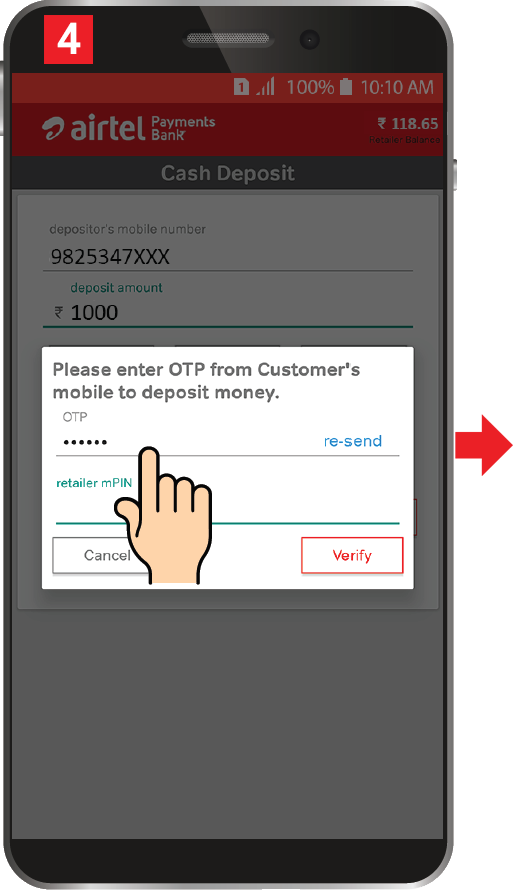 4
1 100% 10:10 AM
airtel Payments Bank
₹ 118.65
Retailer Balance
Cash Deposit
depositor's mobile number
9825347XXX
deposit amount
₹ 1000
Please enter OTP from Customer's
mobile to deposit money.
OTP
•••••• re-send
retailer mPIN
Cancel Verify